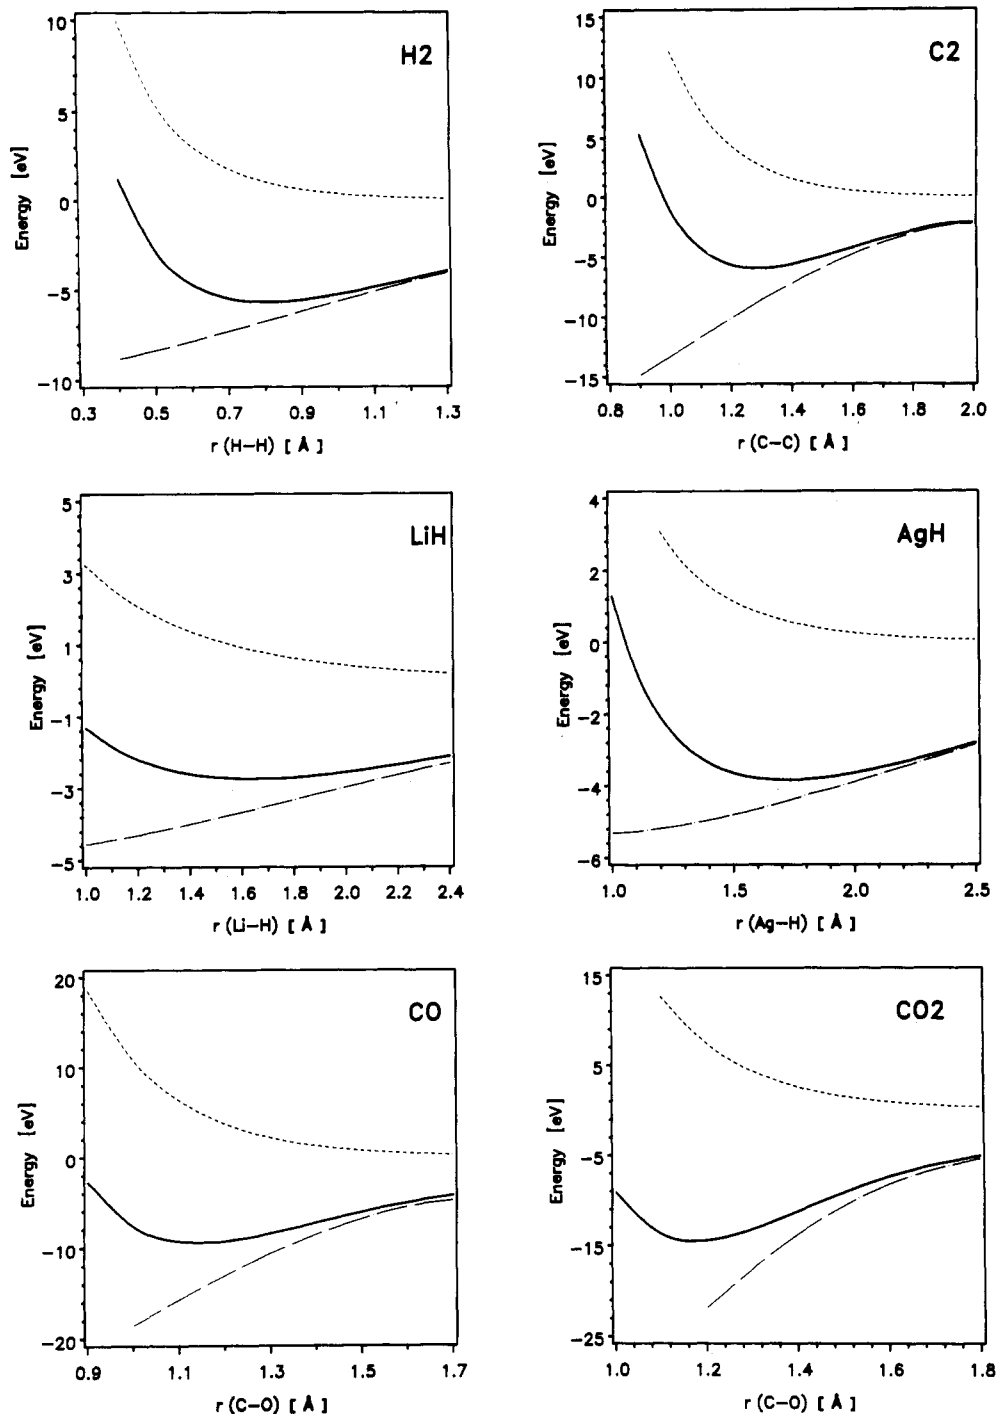 H2
Energy [eV]
10
5
0
−5
−10
0.3 0.5 0.7 0.9 1.1 1.3
r (H−H) [ Å ]
C2
Energy [eV]
15
10
5
0
−5
−10
−15
0.8 1.0 1.2 1.4 1.6 1.8 2.0
r (C−C) [ Å ]
LiH
Energy [eV]
5
3
1
−1
−3
−5
1.0 1.2 1.4 1.6 1.8 2.0 2.2 2.4
r (Li−H) [ Å ]
AgH
Energy [eV]
4
2
0
−2
−4
−6
1.0 1.5 2.0 2.5
r (Ag−H) [ Å ]
CO
Energy [eV]
20
10
0
−10
−20
0.9 1.1 1.3 1.5 1.7
r (C−O) [ Å ]
CO2
Energy [eV]
15
5
−5
−15
−25
1.0 1.2 1.4 1.6 1.8
r (C−O) [ Å ]